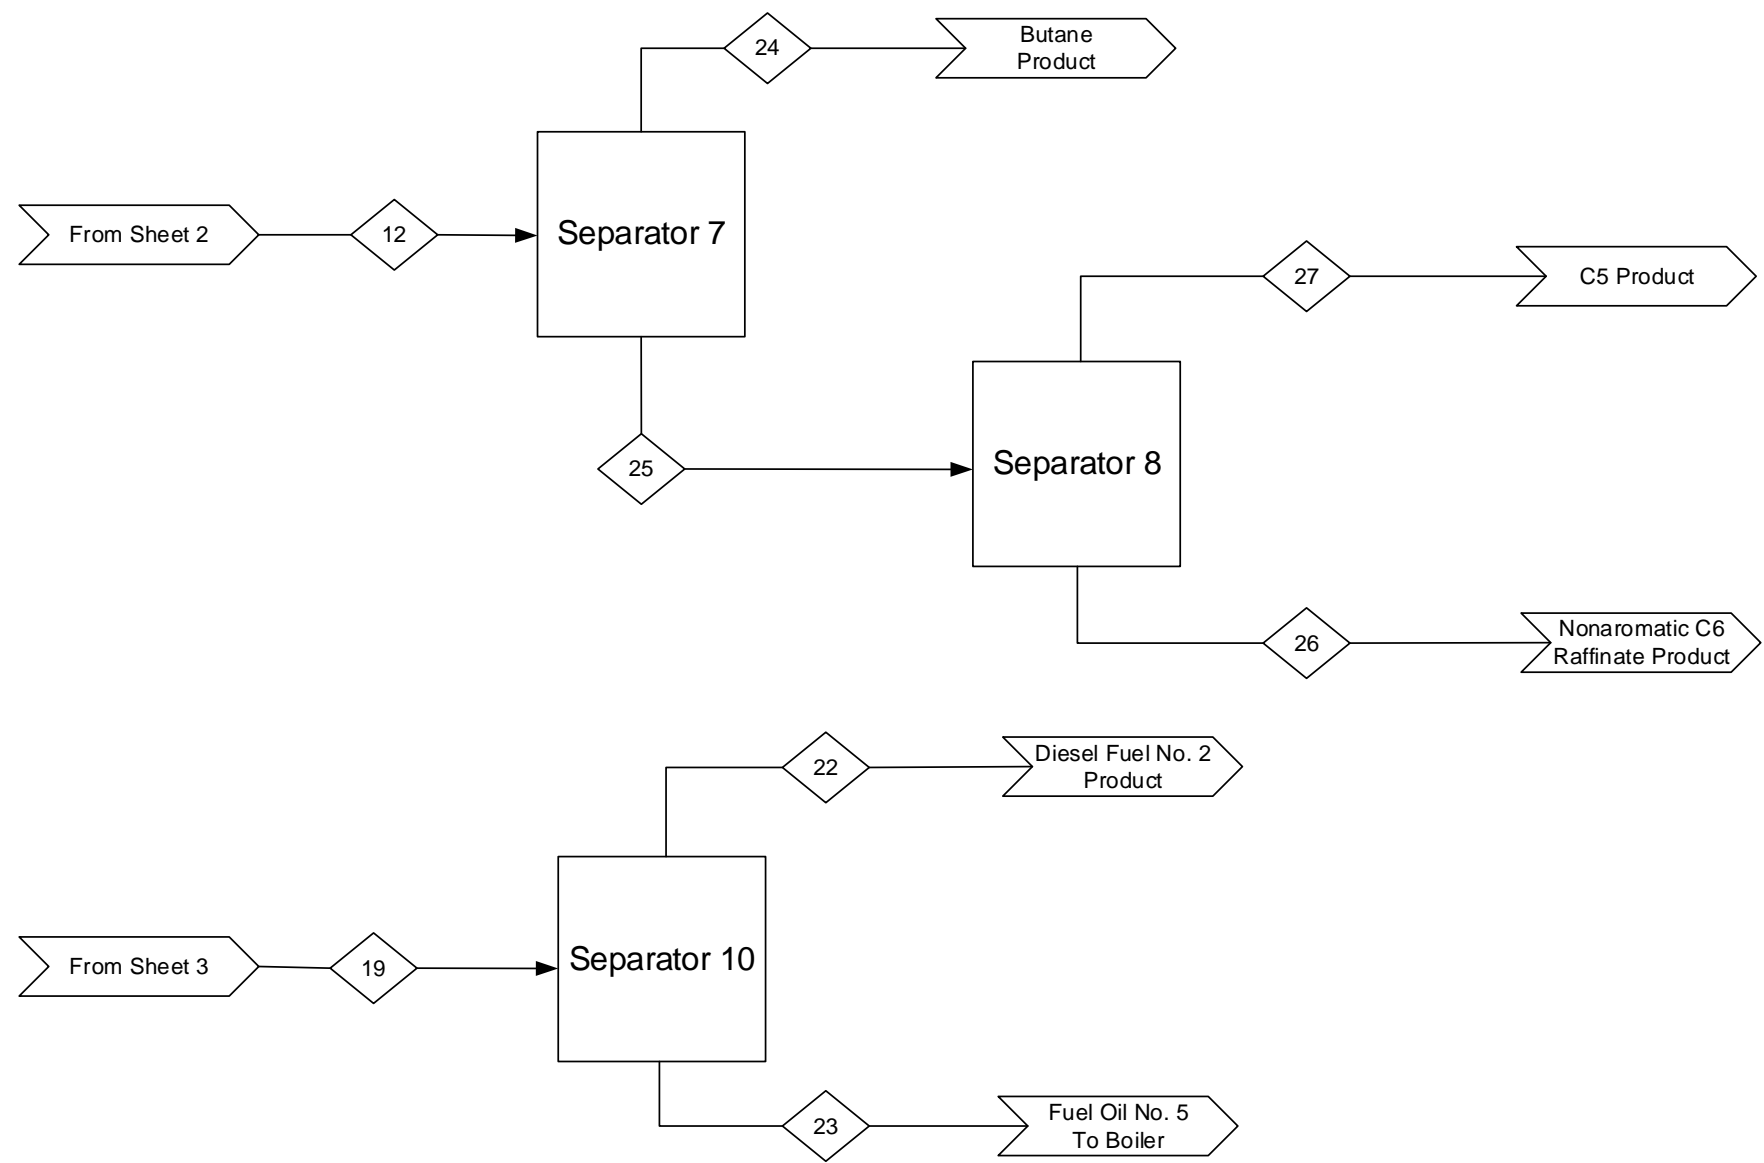 24
Butane
Product
From Sheet 2
12
Separator 7
27
C5 Product
25
Separator 8
26
Nonaromatic C6
Raffinate Product
22
Diesel Fuel No. 2
Product
From Sheet 3
19
Separator 10
23
Fuel Oil No. 5
To Boiler